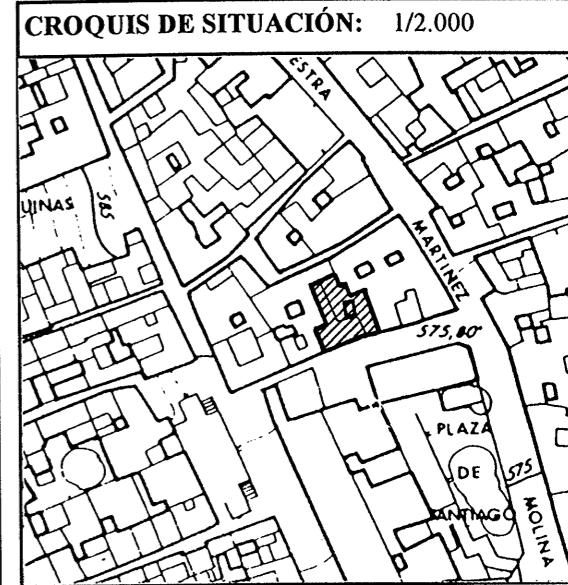 CROQUIS DE SITUACIÓN: 1/2.000
ESTRA
UINAS
585
MARTINEZ
575,80
PLAZA
DE
SANTIAGO
575
MOLINA